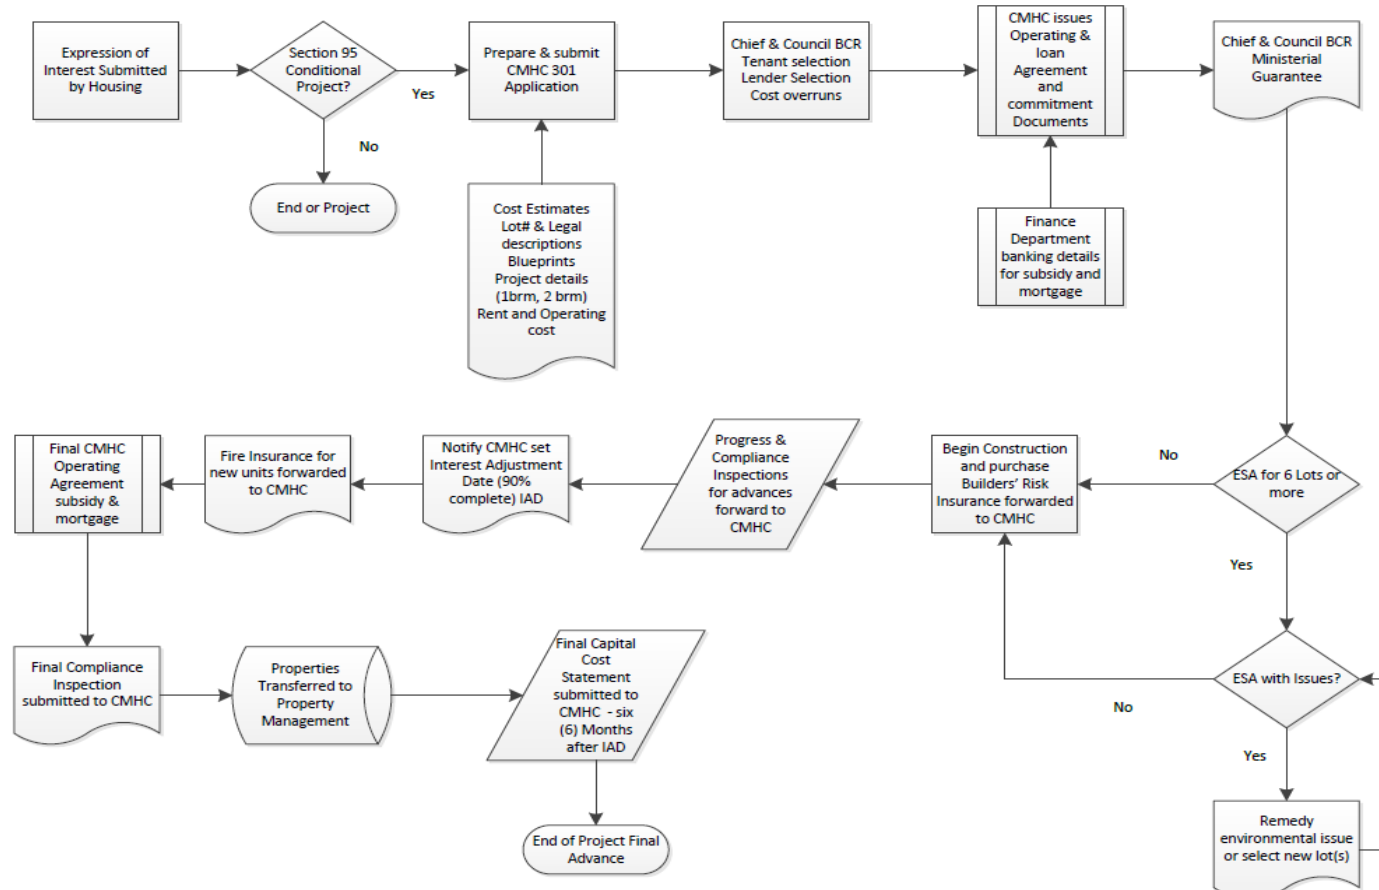 Expression of
Interest Submitted
by Housing
Section 95
Conditional
Project?
Yes
No
End or Project
Prepare & submit
CMHC 301
Application
Cost Estimates
Lot# & Legal
descriptions
Blueprints
Project details
(1brm, 2 brm)
Rent and Operating
cost
Chief & Council BCR
Tenant selection
Lender Selection
Cost overruns
CMHC issues
Operating &
loan
Agreement
and
commitment
Documents
Finance
Department
banking details
for subsidy and
mortgage
Chief & Council BCR
Ministerial
Guarantee
ESA for 6 Lots or
more
No
Yes
Begin Construction
and purchase
Builders' Risk
Insurance forwarded
to CMHC
Progress &
Compliance
Inspections
for advances
forward to
CMHC
Notify CMHC set
Interest Adjustment
Date (90%
complete) IAD
Fire Insurance for
new units forwarded
to CMHC
Final CMHC
Operating
Agreement
subsidy &
mortgage
Final Compliance
Inspection
submitted to CMHC
Properties
Transferred to
Property
Management
Final Capital
Cost
Statement
submitted to
CMHC - six
(6) Months
after IAD
End of Project Final
Advance
ESA with Issues?
No
Yes
Remedy
environmental issue
or select new lot(s)